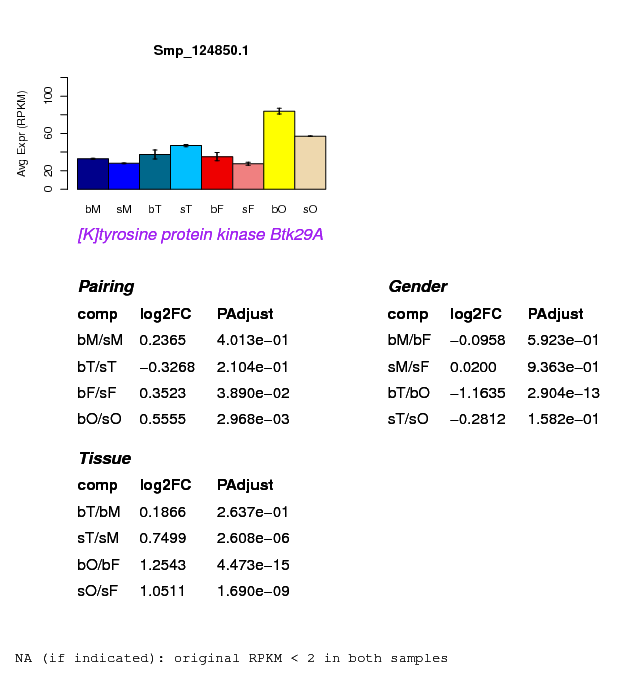 Smp_124850.1
Avg Expr (RPKM)
20 60 100
0
bM sM bT sT bF sF bO sO
[K]tyrosine protein kinase Btk29A
Pairing
comp log2FC PAdjust
bM/sM 0.2365 4.013e−01
bT/sT −0.3268 2.104e−01
bF/sF 0.3523 3.890e−02
bO/sO 0.5555 2.968e−03
Gender
comp log2FC PAdjust
bM/bF −0.0958 5.923e−01
sM/sF 0.0200 9.363e−01
bT/bO −1.1635 2.904e−13
sT/sO −0.2812 1.582e−01
Tissue
comp log2FC PAdjust
bT/bM 0.1866 2.637e−01
sT/sM 0.7499 2.608e−06
bO/bF 1.2543 4.473e−15
sO/sF 1.0511 1.690e−09
NA (if indicated): original RPKM < 2 in both samples